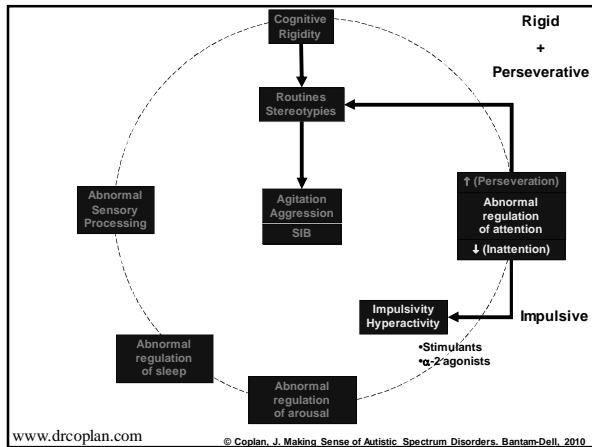 Cognitive
Rigidity
Rigid
+
Perseverative
Routines
Stereotypies
↑ (Perseveration)
Abnormal
regulation
of attention
↓ (Inattention)
Abnormal
Sensory
Processing
Agitation
Aggression
SIB
Impulsivity
Hyperactivity
Impulsive
•Stimulants
•α-2 agonists
Abnormal
regulation
of sleep
Abnormal
regulation
of arousal
www.drcoplan.com
© Coplan, J. Making Sense of Autistic Spectrum Disorders. Bantam-Dell, 2010